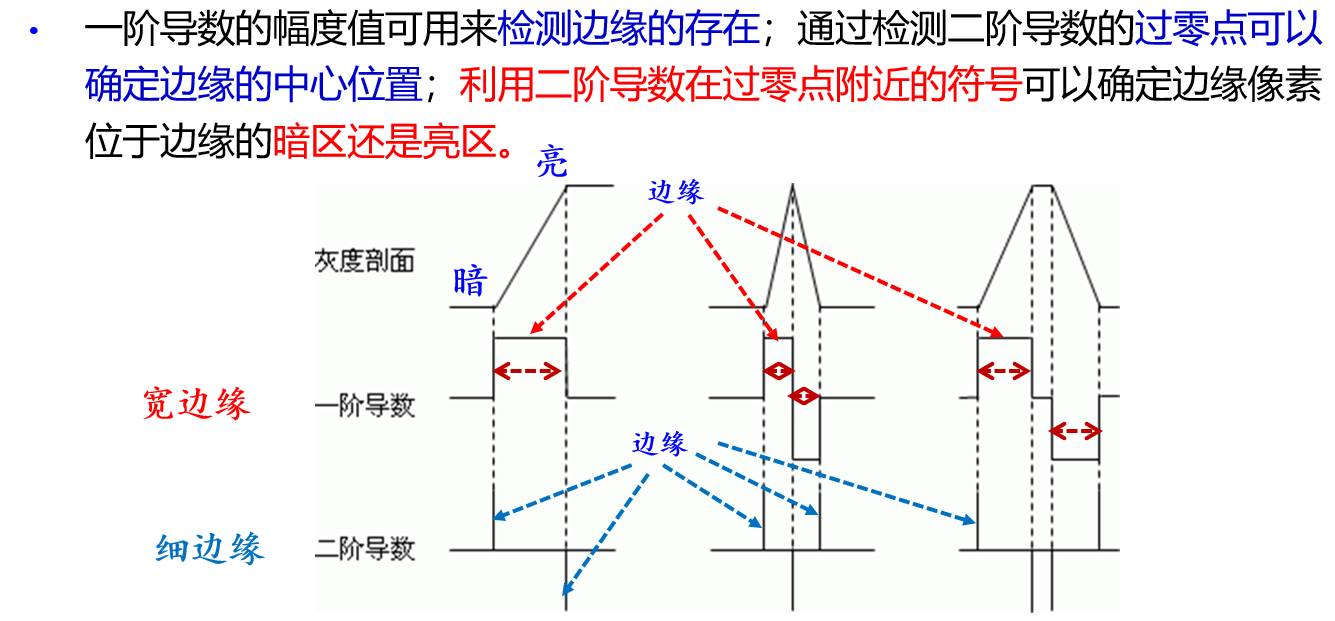 • 一阶导数的幅度值可用来检测边缘的存在；通过检测二阶导数的过零点可以
确定边缘的中心位置；利用二阶导数在过零点附近的符号可以确定边缘像素
位于边缘的暗区还是亮区。
亮
边缘
灰度剖面
暗
宽边缘
一阶导数
边缘
细边缘
二阶导数